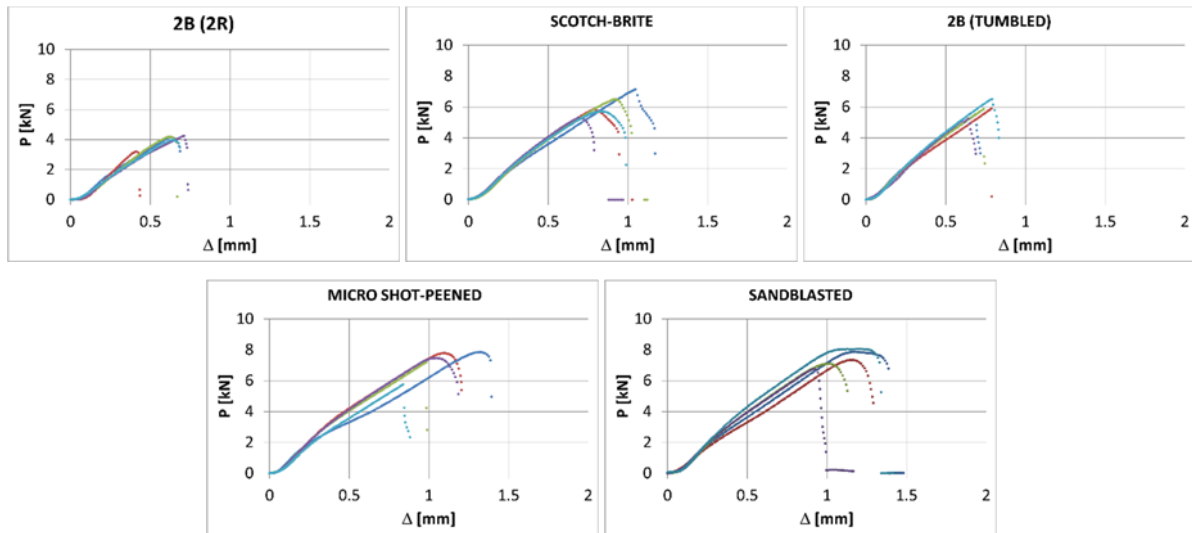 2B (2R)
10
8
6
4
2
0
P [kN]
0 0.5 1 1.5 2
Δ [mm]
SCOTCH-BRITE
10
8
6
4
2
0
P [kN]
0 0.5 1 1.5 2
Δ [mm]
2B (TUMBLED)
10
8
6
4
2
0
P [kN]
0 0.5 1 1.5 2
Δ [mm]
MICRO SHOT-PEENED
10
8
6
4
2
0
P [kN]
0 0.5 1 1.5 2
Δ [mm]
SANDBLASTED
10
8
6
4
2
0
P [kN]
0 0.5 1 1.5 2
Δ [mm]